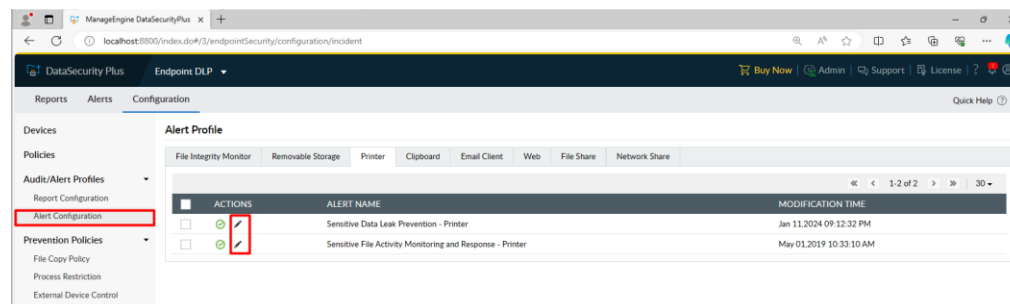 ManageEngine DataSecurityPlus
localhost:8800/index.do#/3/endpointSecurity/configuration/incident
DataSecurity Plus Endpoint DLP Buy Now | Admin | Support | License | ?
Reports Alerts Configuration Quick Help ?
Devices
Policies
Audit/Alert Profiles
Report Configuration
Alert Configuration
Prevention Policies
File Copy Policy
Process Restriction
External Device Control
Alert Profile
File Integrity Monitor Removable Storage Printer Clipboard Email Client Web File Share Network Share
1-2 of 2 30
ACTIONS ALERT NAME MODIFICATION TIME
Sensitive Data Leak Prevention - Printer Jan 11,2024 09:12:32 PM
Sensitive File Activity Monitoring and Response - Printer May 01,2019 10:33:10 AM